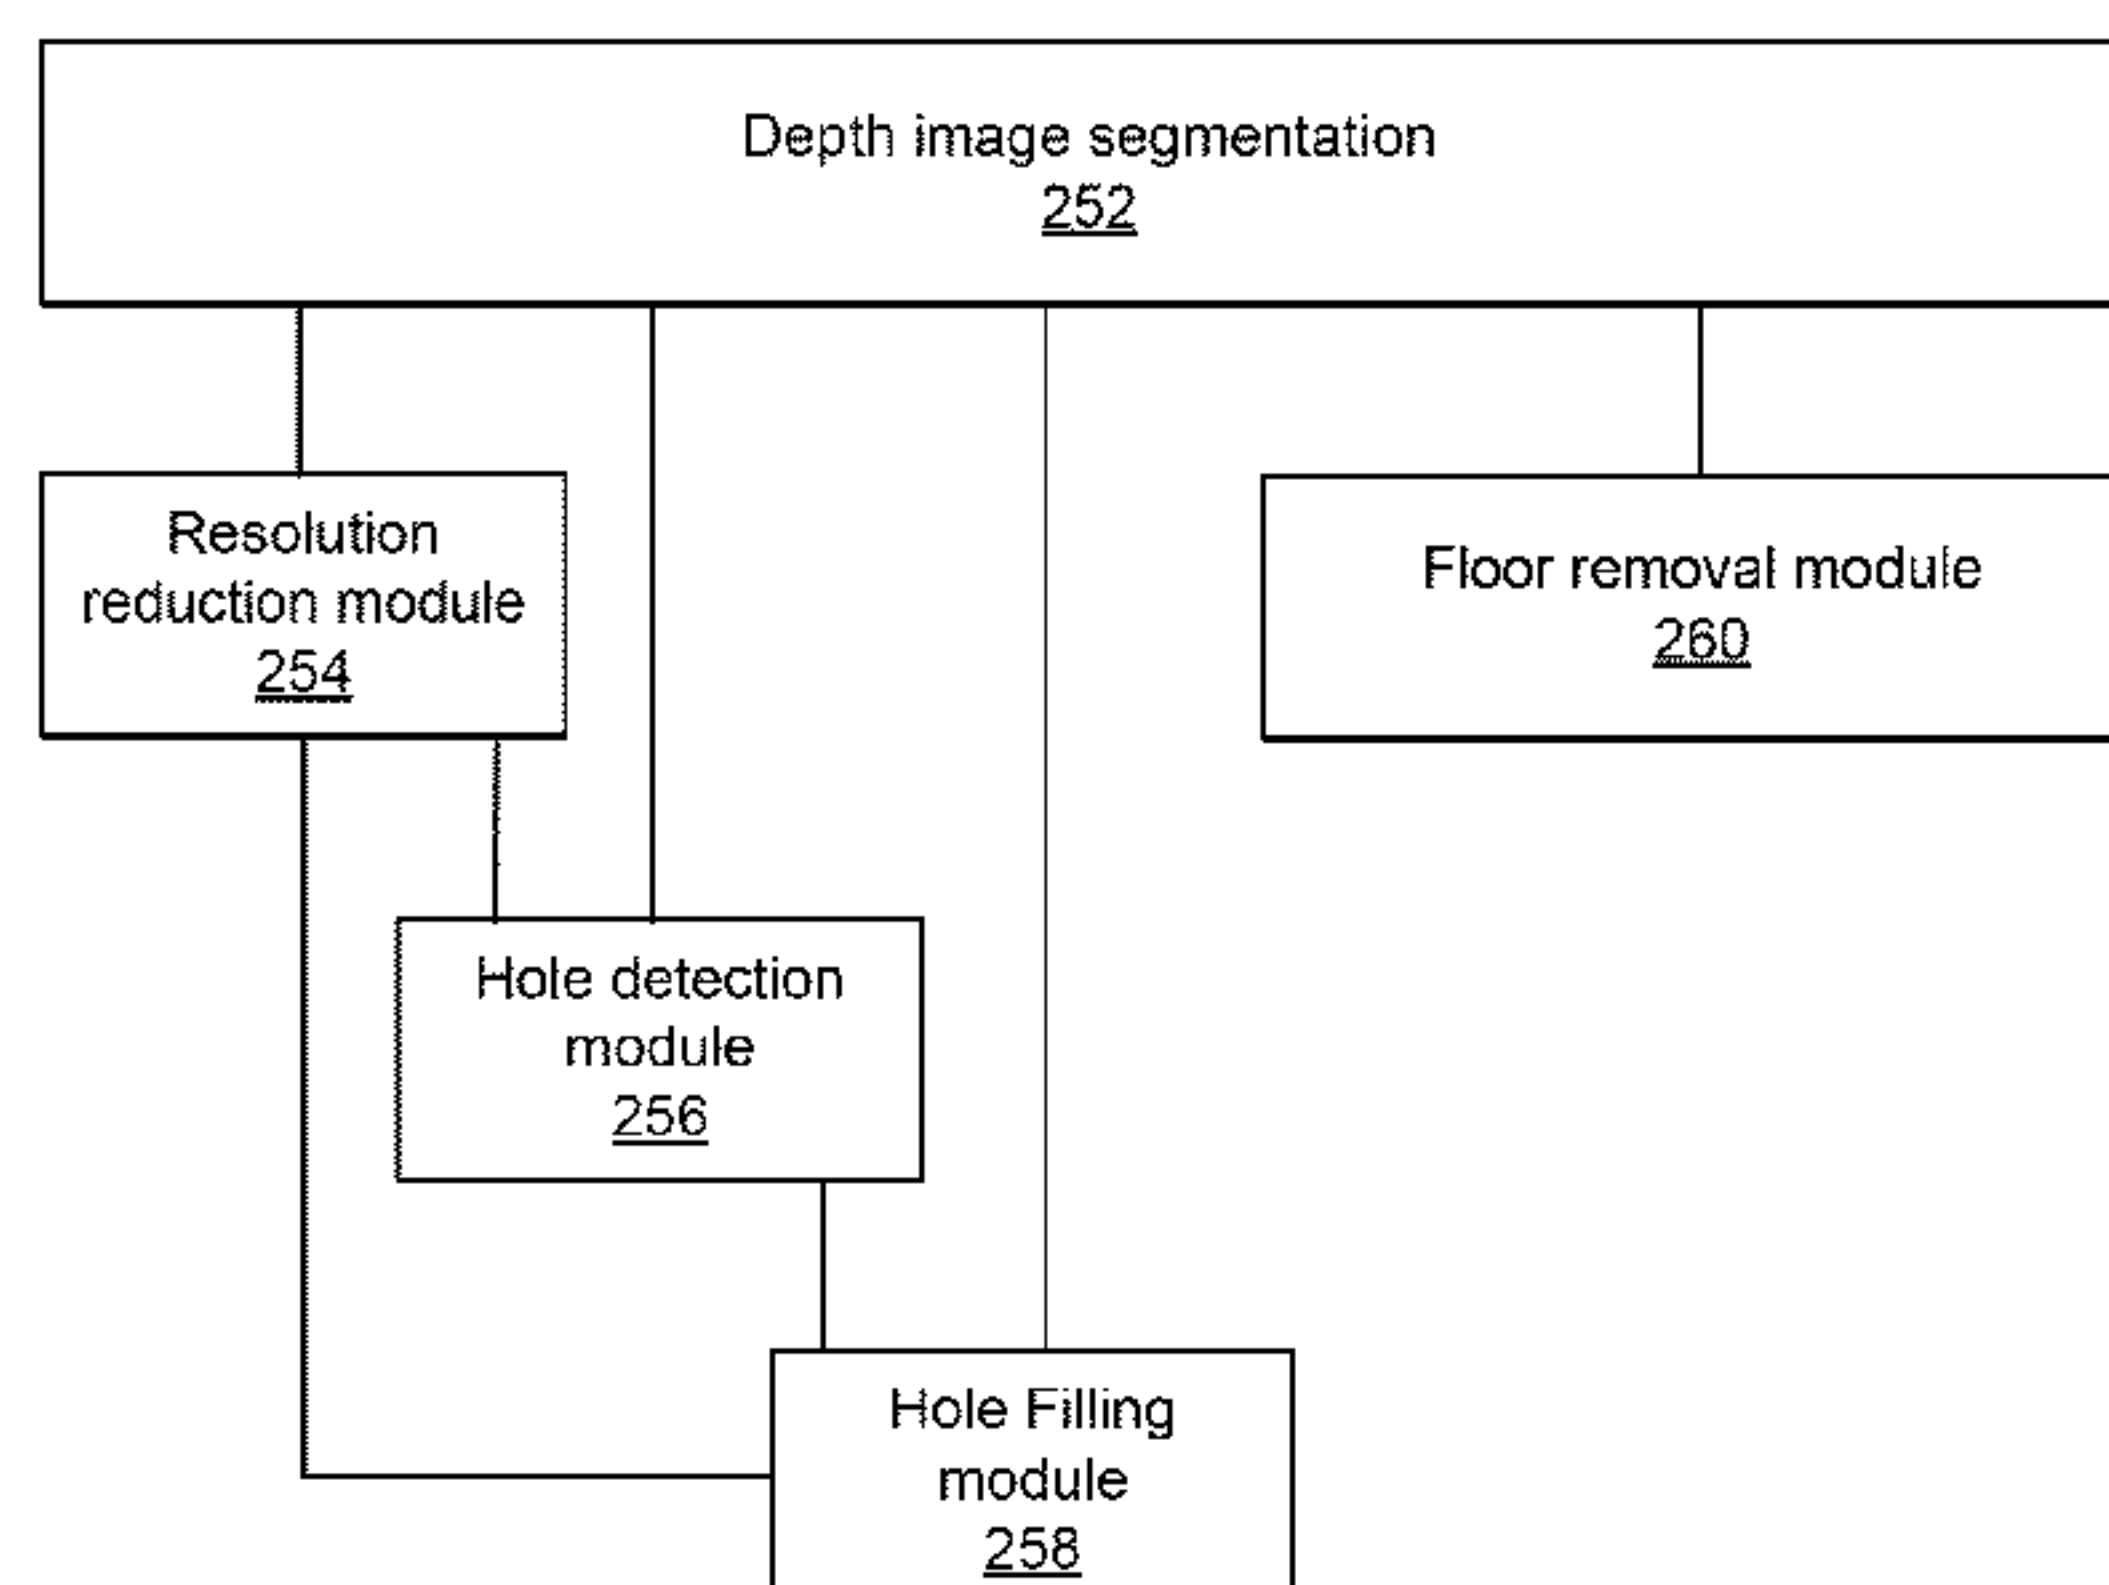 Depth image segmentation
252
Resolution
reduction module
254
Floor removal module
260
Hole detection
module
256
Hole Filling
module
258